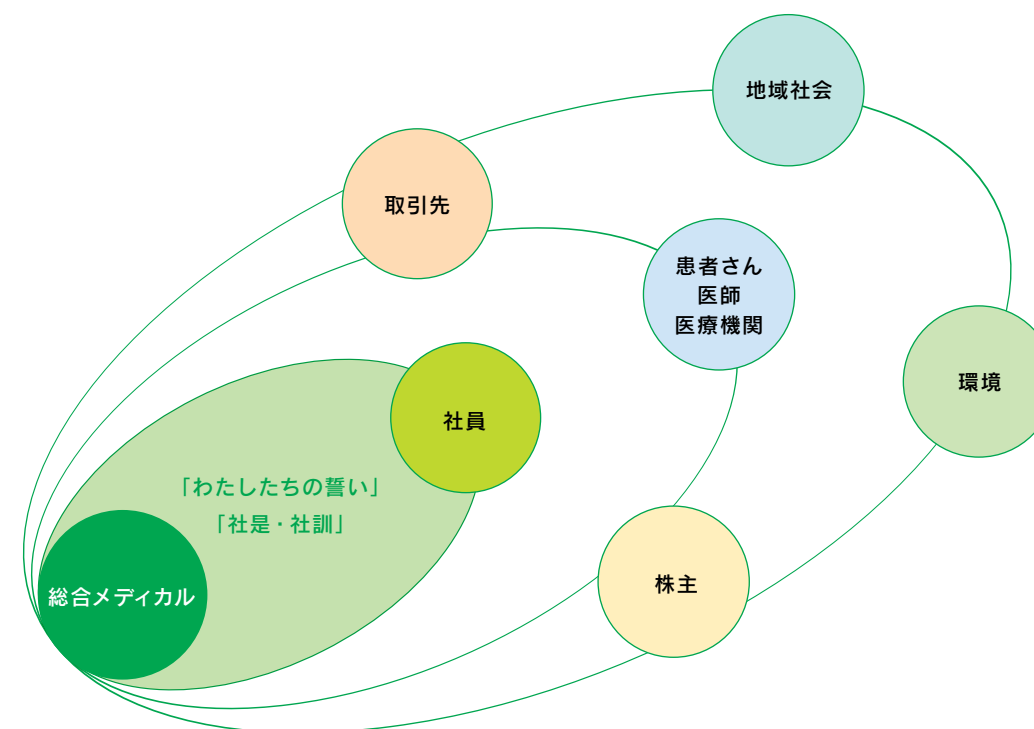 地域社会
取引先
患者さん
医師
医療機関
環境
社員
「わたしたちの誓い」
「社是・社訓」
株主
総合メディカル